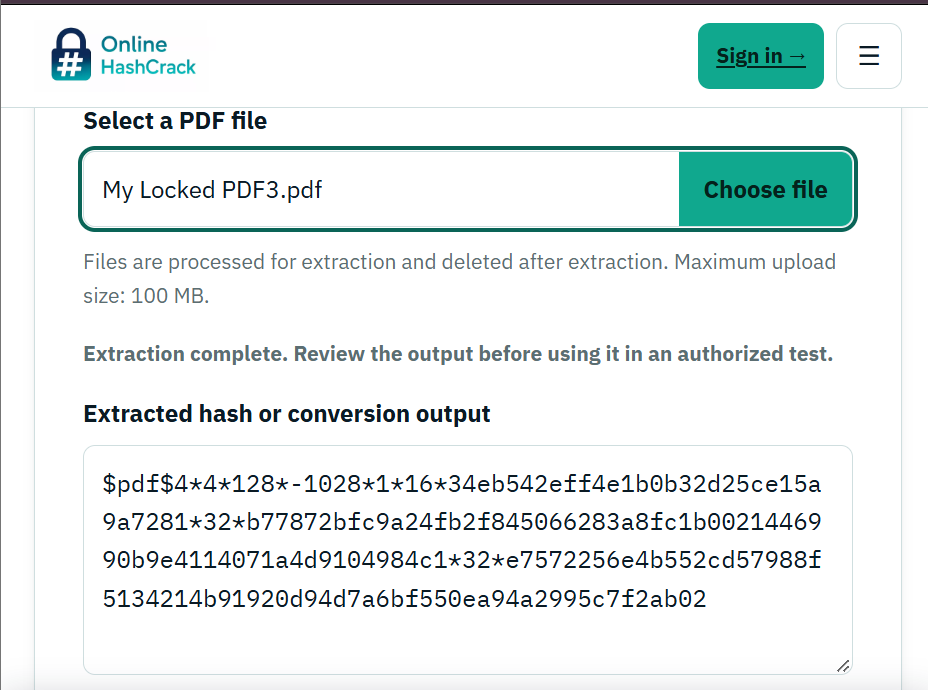 Online
HashCrack
Sign in →
Select a PDF file
My Locked PDF3.pdf
Choose file
Files are processed for extraction and deleted after extraction. Maximum upload
size: 100 MB.
Extraction complete. Review the output before using it in an authorized test.
Extracted hash or conversion output
$pdf$4*4*128*-1028*1*16*34eb542eff4e1b0b32d25ce15a
9a7281*32*b77872bfc9a24fb2f845066283a8fc1b00214469
90b9e4114071a4d9104984c1*32*e7572256e4b552cd57988f
5134214b91920d94d7a6bf550ea94a2995c7f2ab02